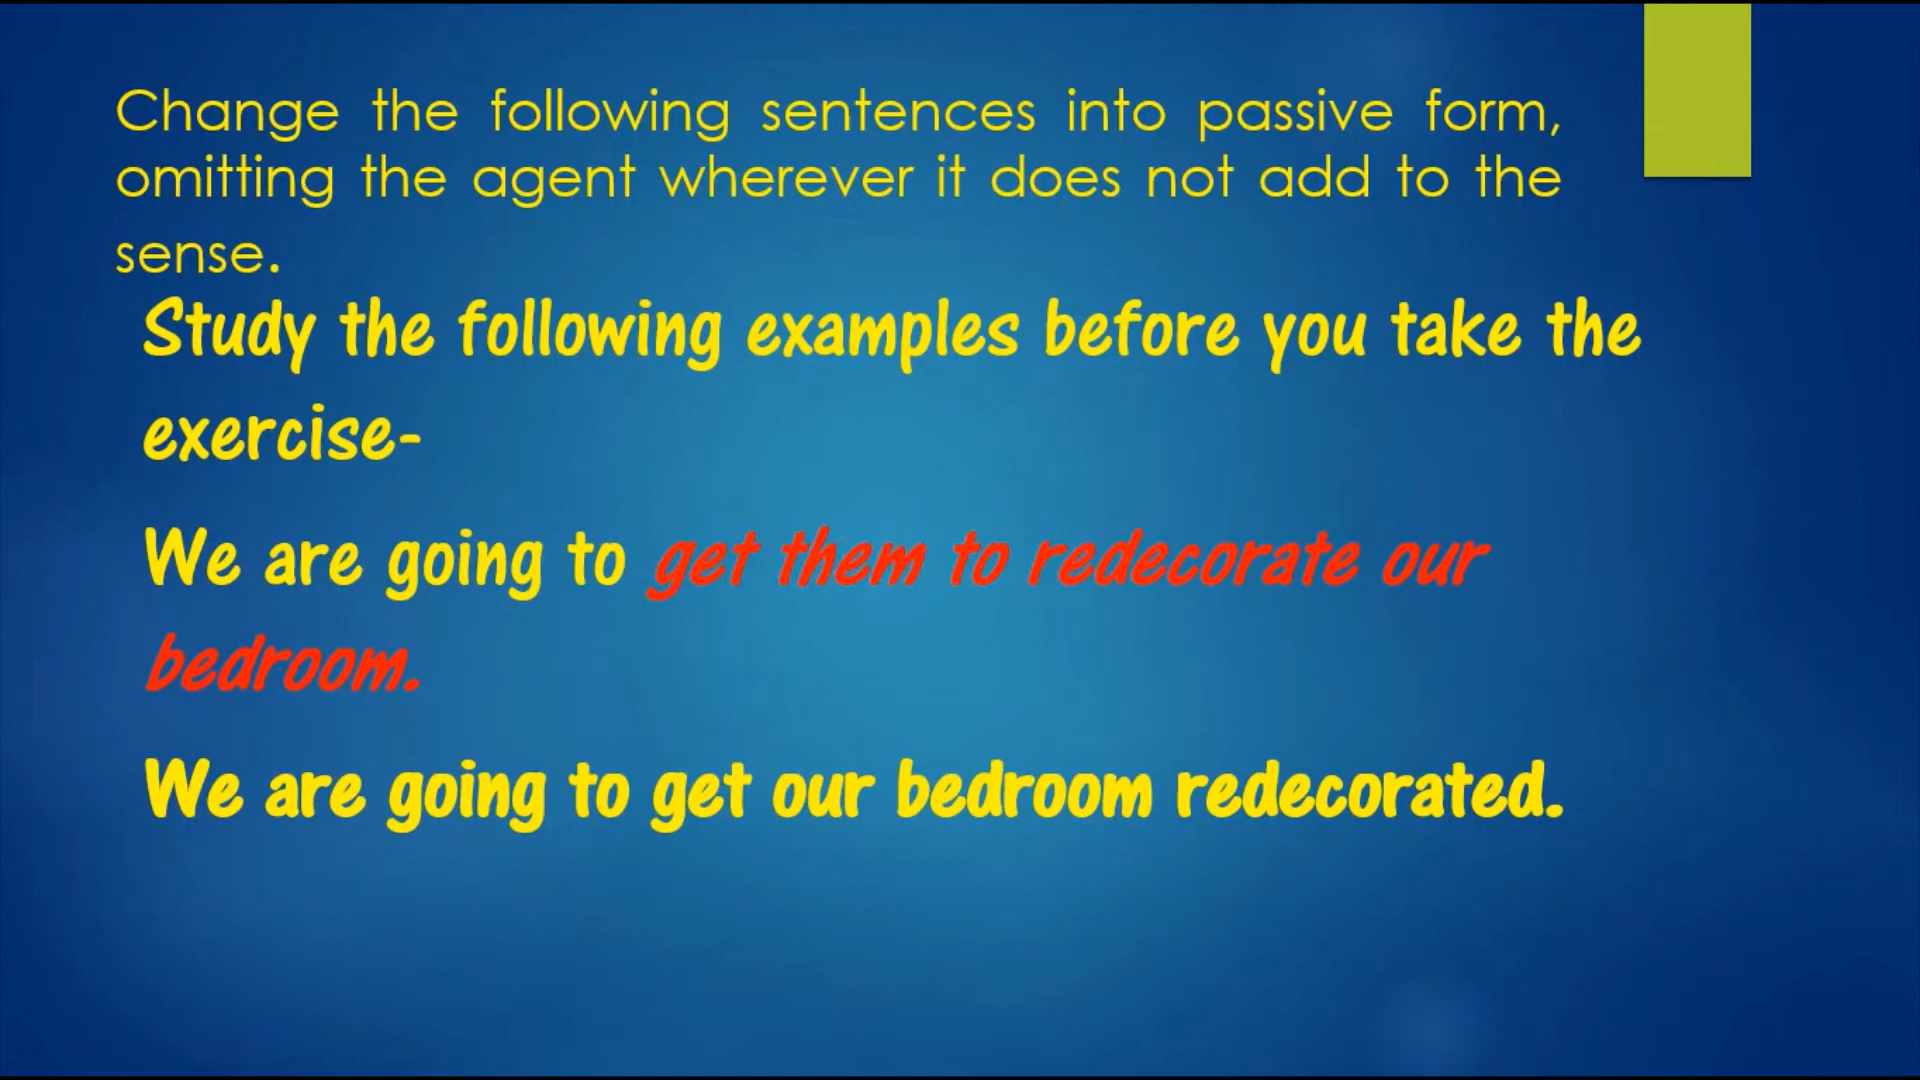 Change the following sentences into passive form,
omitting the agent wherever it does not add to the
sense.
Study the following examples before you take the
exercise-
We are going to get them to redecorate our
bedroom.
We are going to get our bedroom redecorated.